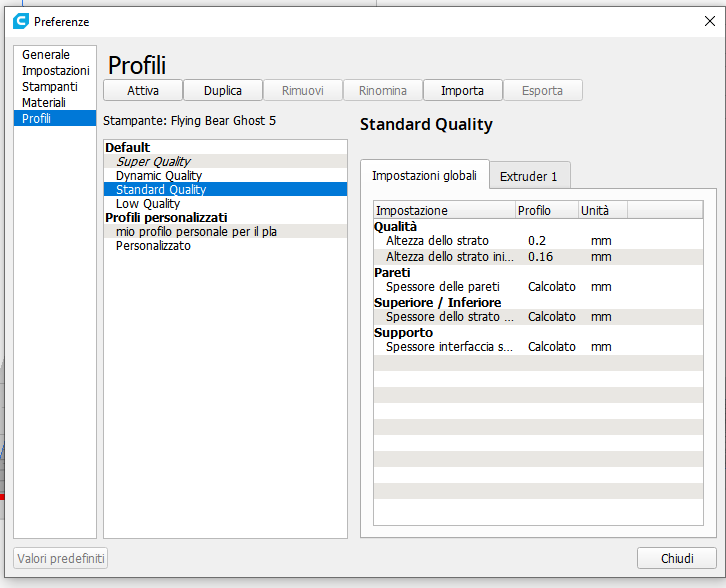 Preferenze
Generale
Impostazioni
Stampanti
Materiali
Profili
Profili
Attiva Duplica Rimuovi Rinomina Importa Esporta
Stampante: Flying Bear Ghost 5
Default
Super Quality
Dynamic Quality
Standard Quality
Low Quality
Profili personalizzati
mio profilo personale per il pla
Personalizzato
Standard Quality
Impostazioni globali Extruder 1
Impostazione Profilo Unità
Qualità
Altezza dello strato 0.2 mm
Altezza dello strato ini... 0.16 mm
Pareti
Spessore delle pareti Calcolato mm
Superiore / Inferiore
Spessore dello strato ... Calcolato mm
Supporto
Spessore interfaccia s... Calcolato mm
Valori predefiniti
Chiudi